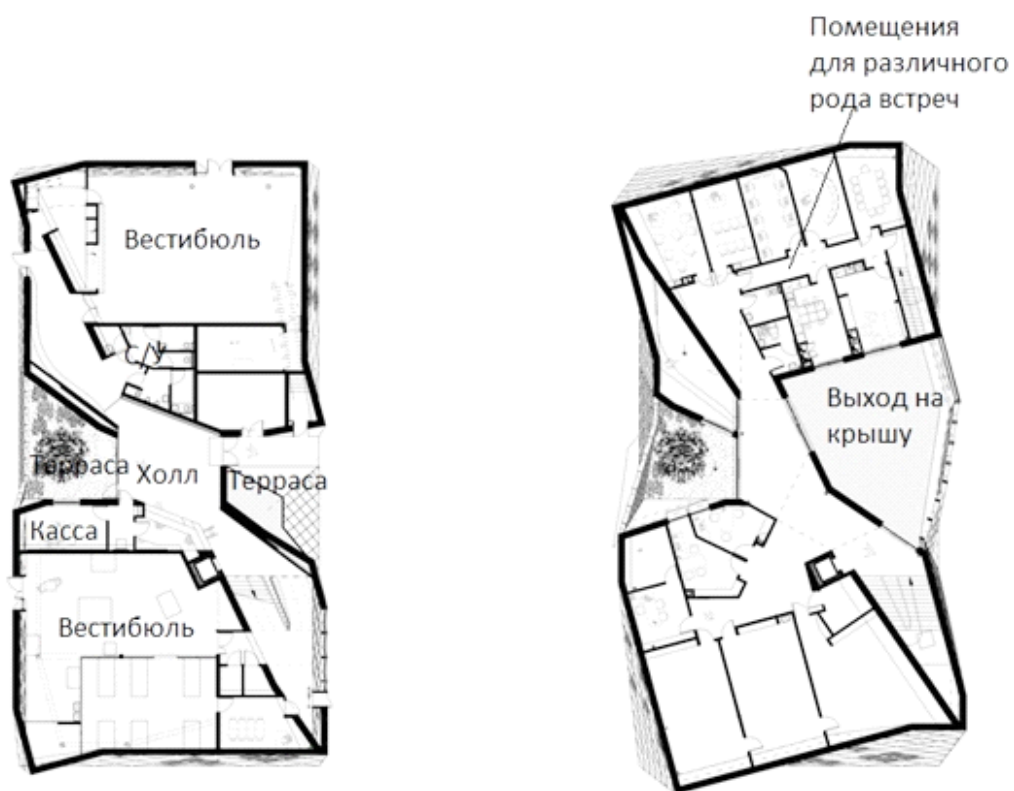 Помещения
для различного
рода встреч
Вестибюль
С/У
Терраса
Холл
Терраса
Касса
Вестибюль
Выход на
крышу